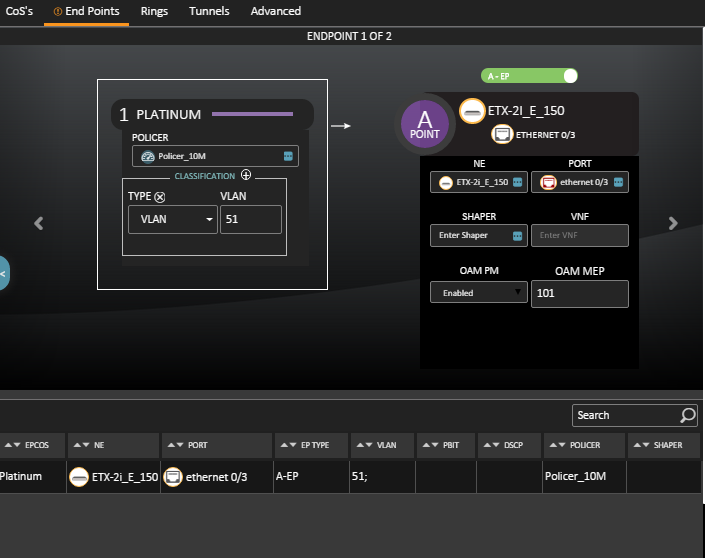 CoS's End Points Rings Tunnels Advanced
ENDPOINT 1 OF 2
A - EP
1 PLATINUM
POLICER
Policer_10M
CLASSIFICATION
TYPE VLAN
VLAN 51
A
POINT
ETX-2I_E_150
ETHERNET 0/3
NE PORT
ETX-2i_E_150 ethernet 0/3
SHAPER VNF
Enter Shaper Enter VNF
OAM PM OAM MEP
Enabled 101
<
Search
EPCOS NE PORT EP TYPE VLAN PBIT DSCP POLICER SHAPER
Platinum ETX-2i_E_150 ethernet 0/3 A-EP 51; Policer_10M